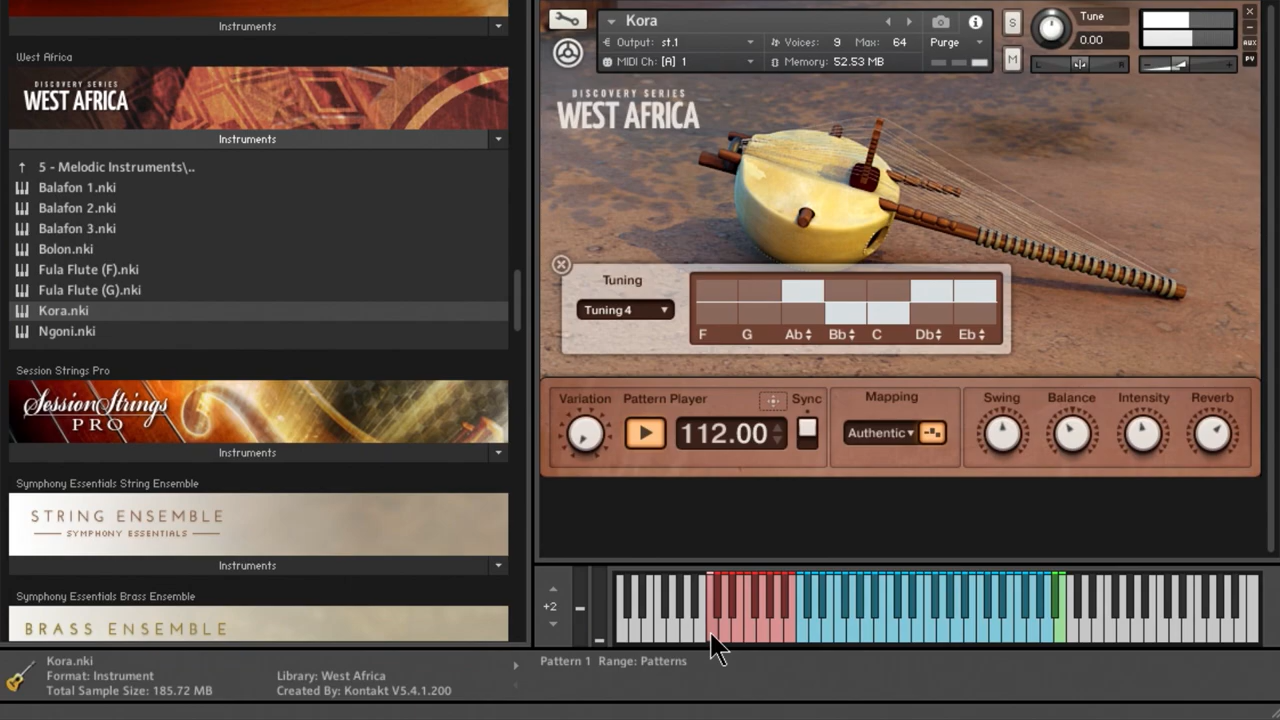 Instruments
West Africa
DISCOVERY SERIES
WEST AFRICA
Instruments
5 - Melodic Instruments\..
Balafon 1.nki
Balafon 2.nki
Balafon 3.nki
Bolon.nki
Fula Flute (F).nki
Fula Flute (G).nki
Kora.nki
Ngoni.nki
Session Strings Pro
Session Strings
PRO
Instruments
Symphony Essentials String Ensemble
STRING ENSEMBLE
SYMPHONY ESSENTIALS
Instruments
Symphony Essentials Brass Ensemble
BRASS ENSEMBLE
Kora.nki
Format: Instrument
Total Sample Size: 185.72 MB
Library: West Africa
Created By: Kontakt V5.4.1.200
Kora
Output: st.1
Voices: 9 Max: 64 Purge
MIDI Ch: [A] 1
Memory: 52.53 MB
S
M
Tune
0.00
AUX
PV
DISCOVERY SERIES
WEST AFRICA
Tuning
Tuning 4
F G Ab Bb C Db Eb
Variation Pattern Player Sync
112.00
Mapping
Authentic
Swing Balance Intensity Reverb
+2
Pattern 1 Range: Patterns